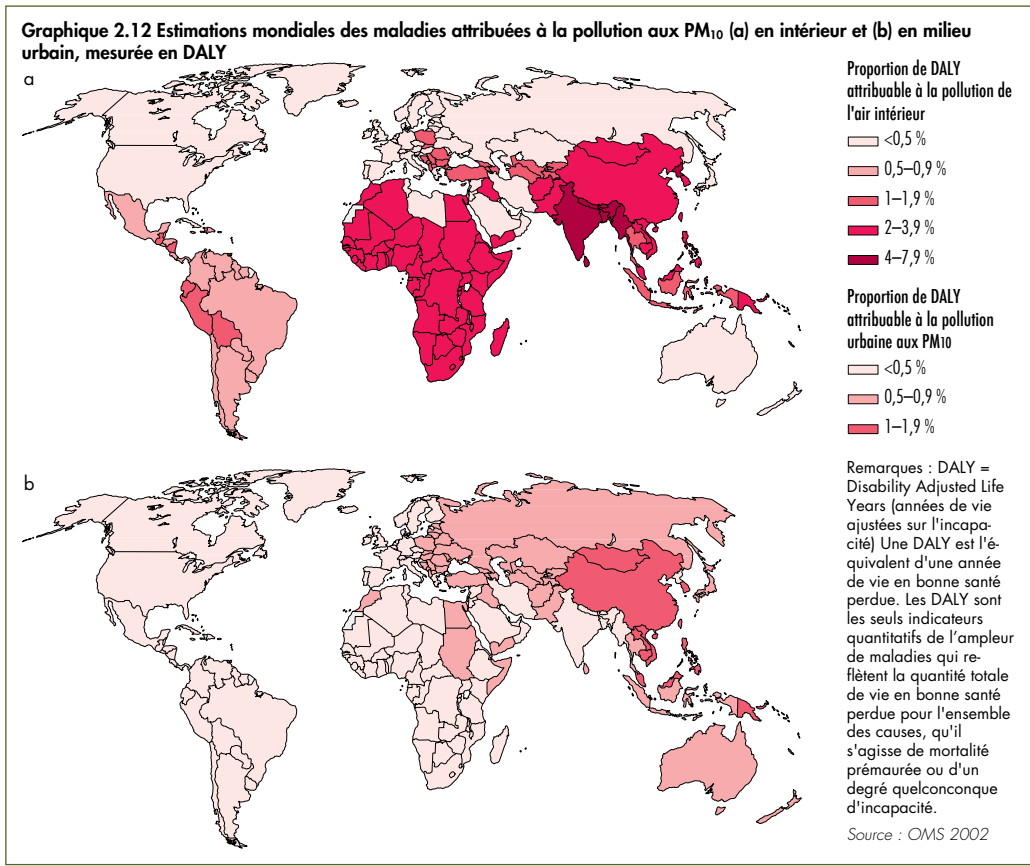 Graphique 2.12 Estimations mondiales des maladies attribuées à la pollution aux PM10 (a) en intérieur et (b) en milieu
urbain, mesurée en DALY
a
Proportion de DALY
attribuable à la pollution de
l'air intérieur
<0,5 %
0,5–0,9 %
1–1,9 %
2–3,9 %
4–7,9 %
Proportion de DALY
attribuable à la pollution
urbaine aux PM10
<0,5 %
0,5–0,9 %
1–1,9 %
b
Remarques : DALY =
Disability Adjusted Life
Years (années de vie
ajustées sur l'incapa-
cité) Une DALY est l'é-
quivalent d'une année
de vie en bonne santé
perdue. Les DALY sont
les seuls indicateurs
quantitatifs de l’ampleur
de maladies qui re-
flètent la quantité totale
de vie en bonne santé
perdue pour l'ensemble
des causes, qu'il
s'agisse de mortalité
prémaurée ou d'un
degré quelconconque
d'incapacité.
Source : OMS 2002